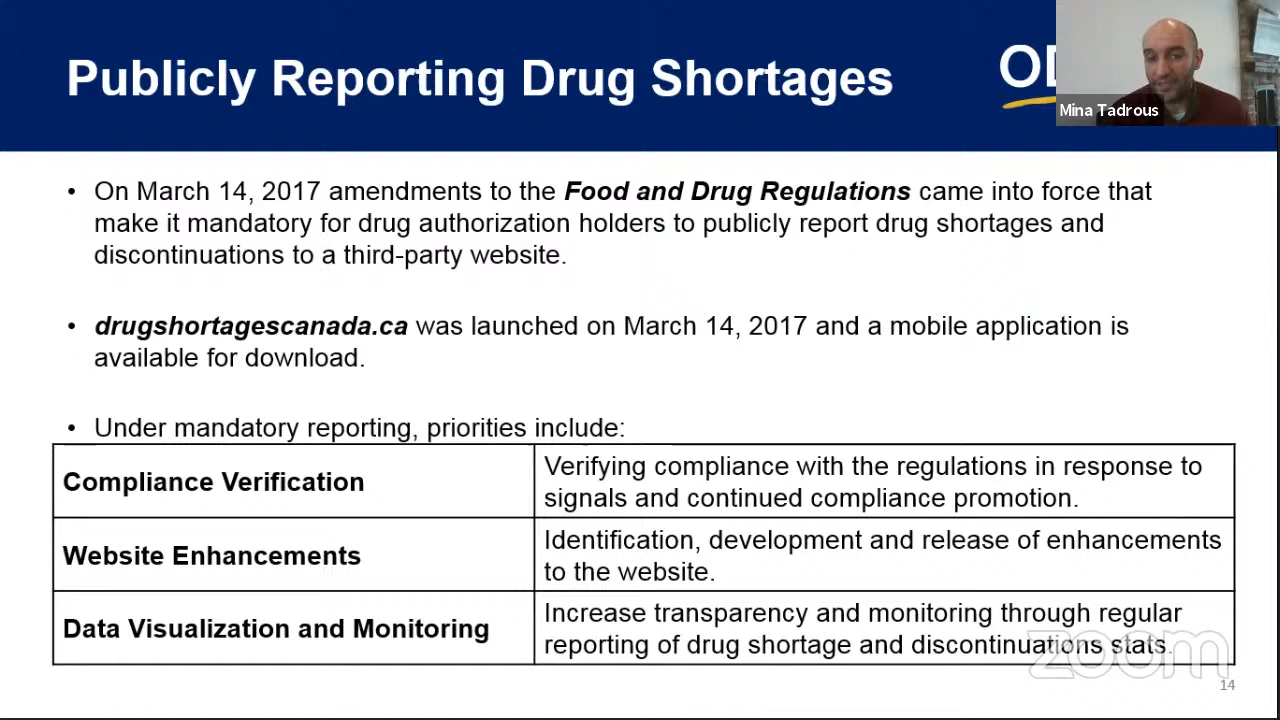 Publicly Reporting Drug Shortages
Mina Tadrous
• On March 14, 2017 amendments to the Food and Drug Regulations came into force that
make it mandatory for drug authorization holders to publicly report drug shortages and
discontinuations to a third-party website.
• drugshortagescanada.ca was launched on March 14, 2017 and a mobile application is
available for download.
• Under mandatory reporting, priorities include:
Compliance Verification
Verifying compliance with the regulations in response to
signals and continued compliance promotion.
Website Enhancements
Identification, development and release of enhancements
to the website.
Data Visualization and Monitoring
Increase transparency and monitoring through regular
reporting of drug shortage and discontinuations stats.
zoom
14